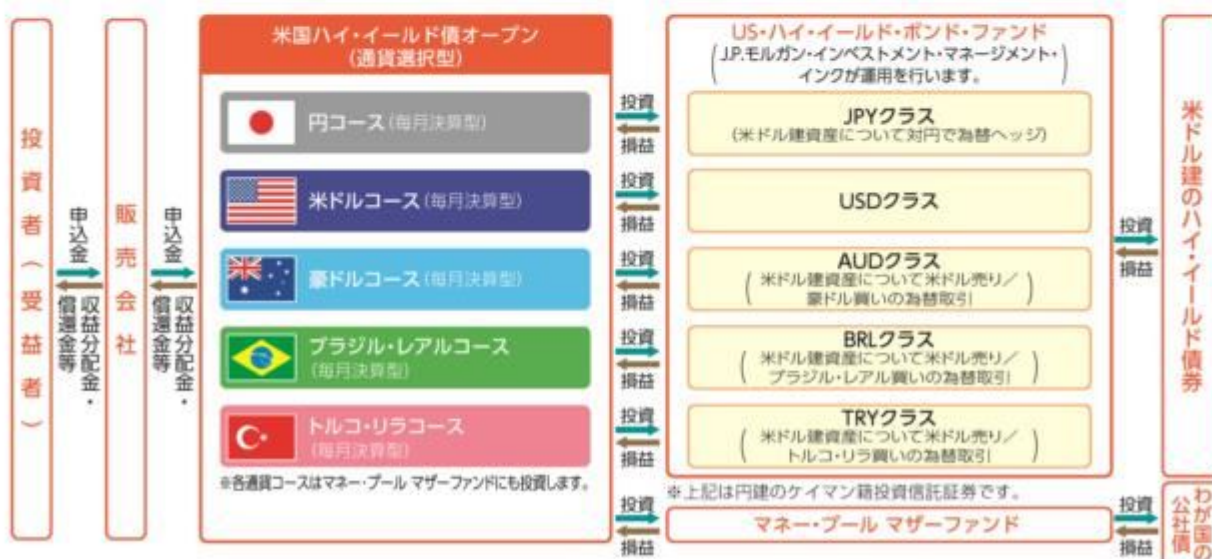 投資者(受益者)
申込金
収益分配金・
償還金等
販売会社
申込金
収益分配金・
償還金等
米国ハイ・イールド債オープン
(通貨選択型)
円コース(毎月決算型)
米ドルコース(毎月決算型)
豪ドルコース(毎月決算型)
ブラジル・レアルコース
(毎月決算型)
トルコ・リラコース
(毎月決算型)
※各通貨コースはマネー・プール マザーファンドにも投資します。
投資
損益
投資
損益
投資
損益
投資
損益
投資
損益
投資
損益
US・ハイ・イールド・ボンド・ファンド
(J.P.モルガン・インベストメント・マネージメント・
インクが運用を行います。)
JPYクラス
(米ドル建資産について対円で為替ヘッジ)
USDクラス
AUDクラス
(米ドル建資産について米ドル売り/
豪ドル買いの為替取引)
BRLクラス
(米ドル建資産について米ドル売り/
ブラジル・レアル買いの為替取引)
TRYクラス
(米ドル建資産について米ドル売り/
トルコ・リラ買いの為替取引)
※上記は円建のケイマン籍投資信託証券です。
マネー・プール マザーファンド
投資
損益
投資
損益
米ドル建のハイ・イールド債券
わが国の
公社債